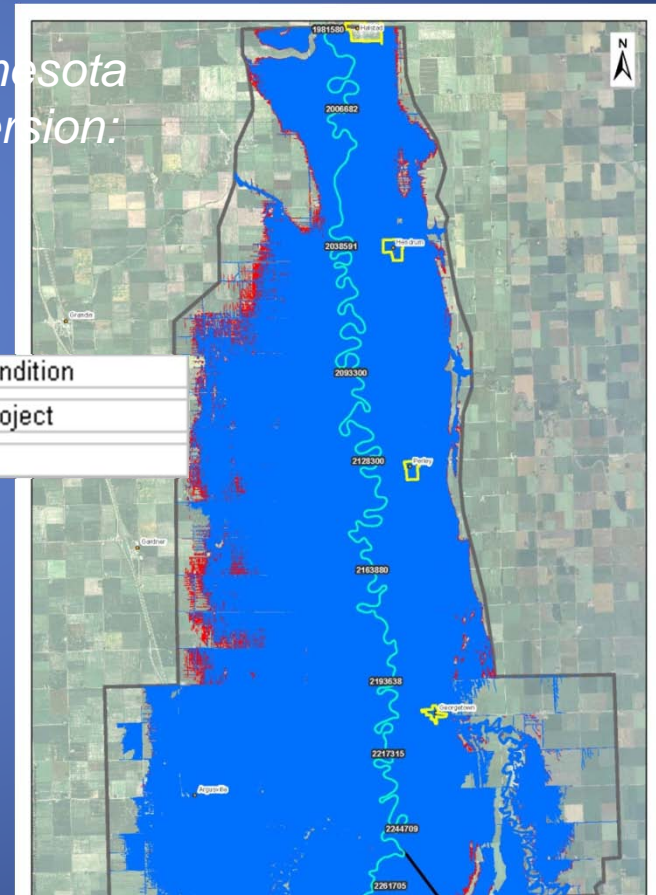 nesota
ersion:
N
1981580
Halstad
2006682
2038591
Hendrum
Grandin
2093300
ndition
oject
2128300
Perley
Gardner
2163880
2193638
Georgetown
2217315
Argusville
2244709
2261705